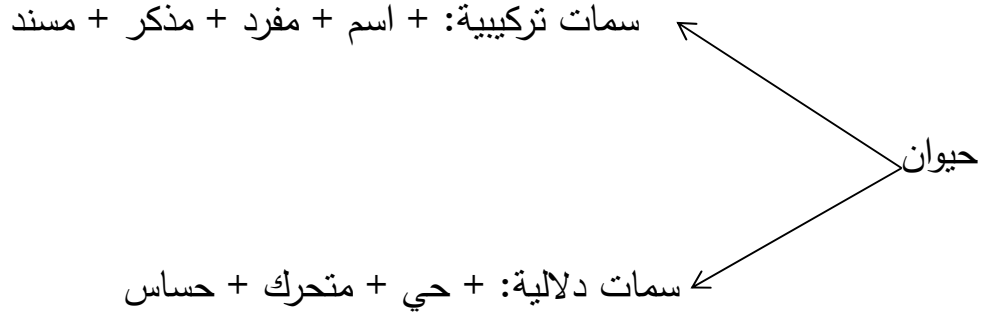 سمات تركيبية: + اسم + مفرد + مذكر + مسند
حيوان
سمات دلالية: + حي + متحرك + حساس